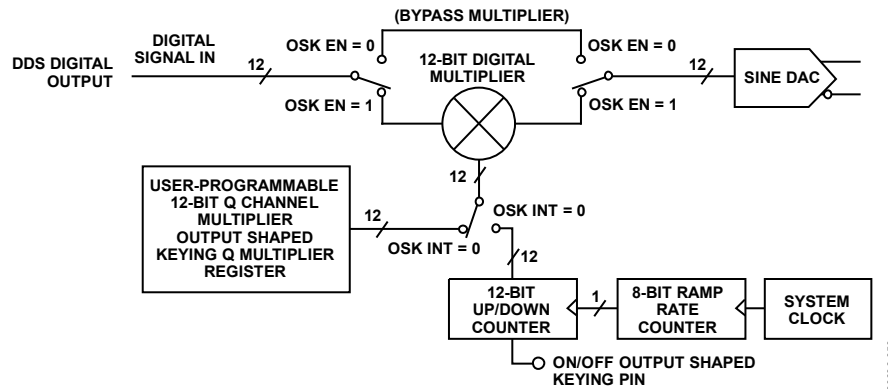 (BYPASS MULTIPLIER)
DIGITAL
SIGNAL IN
OSK EN = 0
12-BIT DIGITAL
MULTIPLIER
OSK EN = 0
DDS DIGITAL
OUTPUT
12
12
SINE DAC
OSK EN = 1
OSK EN = 1
12
USER-PROGRAMMABLE
12-BIT Q CHANNEL
MULTIPLIER
OUTPUT SHAPED
KEYING Q MULTIPLIER
REGISTER
12
OSK INT = 0
OSK INT = 0
12
12-BIT
UP/DOWN
COUNTER
1
8-BIT RAMP
RATE
COUNTER
SYSTEM
CLOCK
ON/OFF OUTPUT SHAPED
KEYING PIN